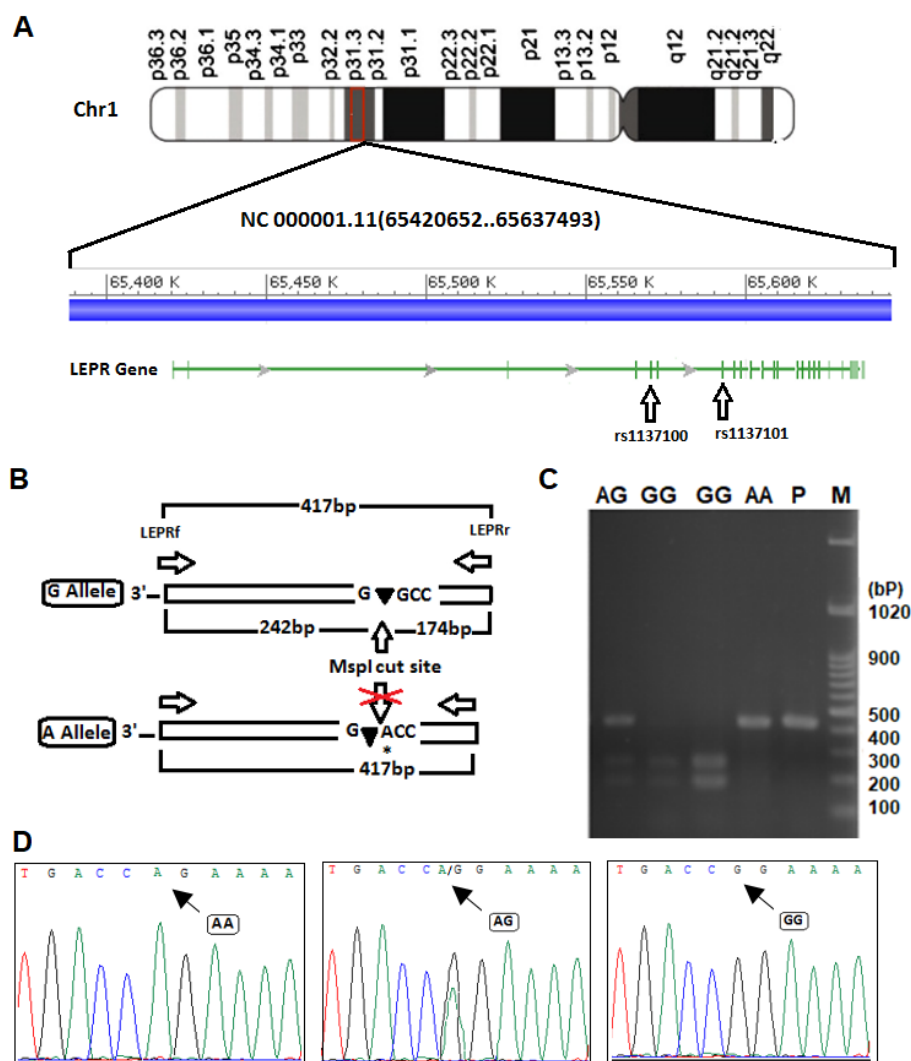 A
p36.3 p36.2 p36.1 p35 p34.3 p34.1 p33 p32.2 p31.3 p31.2 p31.1 p22.3 p22.2 p22.1 p21 p13.3 p13.2 p12 q12 q21.2 q21.2 q21.3 q22
Chr1
NC 000001.11(65420652..65637493)
65,400 K 65,450 K 65,500 K 65,550 K 65,600 K
LEPR Gene
rs1137100 rs1137101
B
417bp
LEPRf LEPRr
G Allele 3' G GCC
242bp 174bp
MspI cut site
A Allele 3' G ACC
*
417bp
C
AG GG GG AA P M
(bP)
1020
900
500
400
300
200
100
D
T G A C C A G A A A A
AA
T G A C C A/G G A A A A
AG
T G A C C G G A A A A
GG